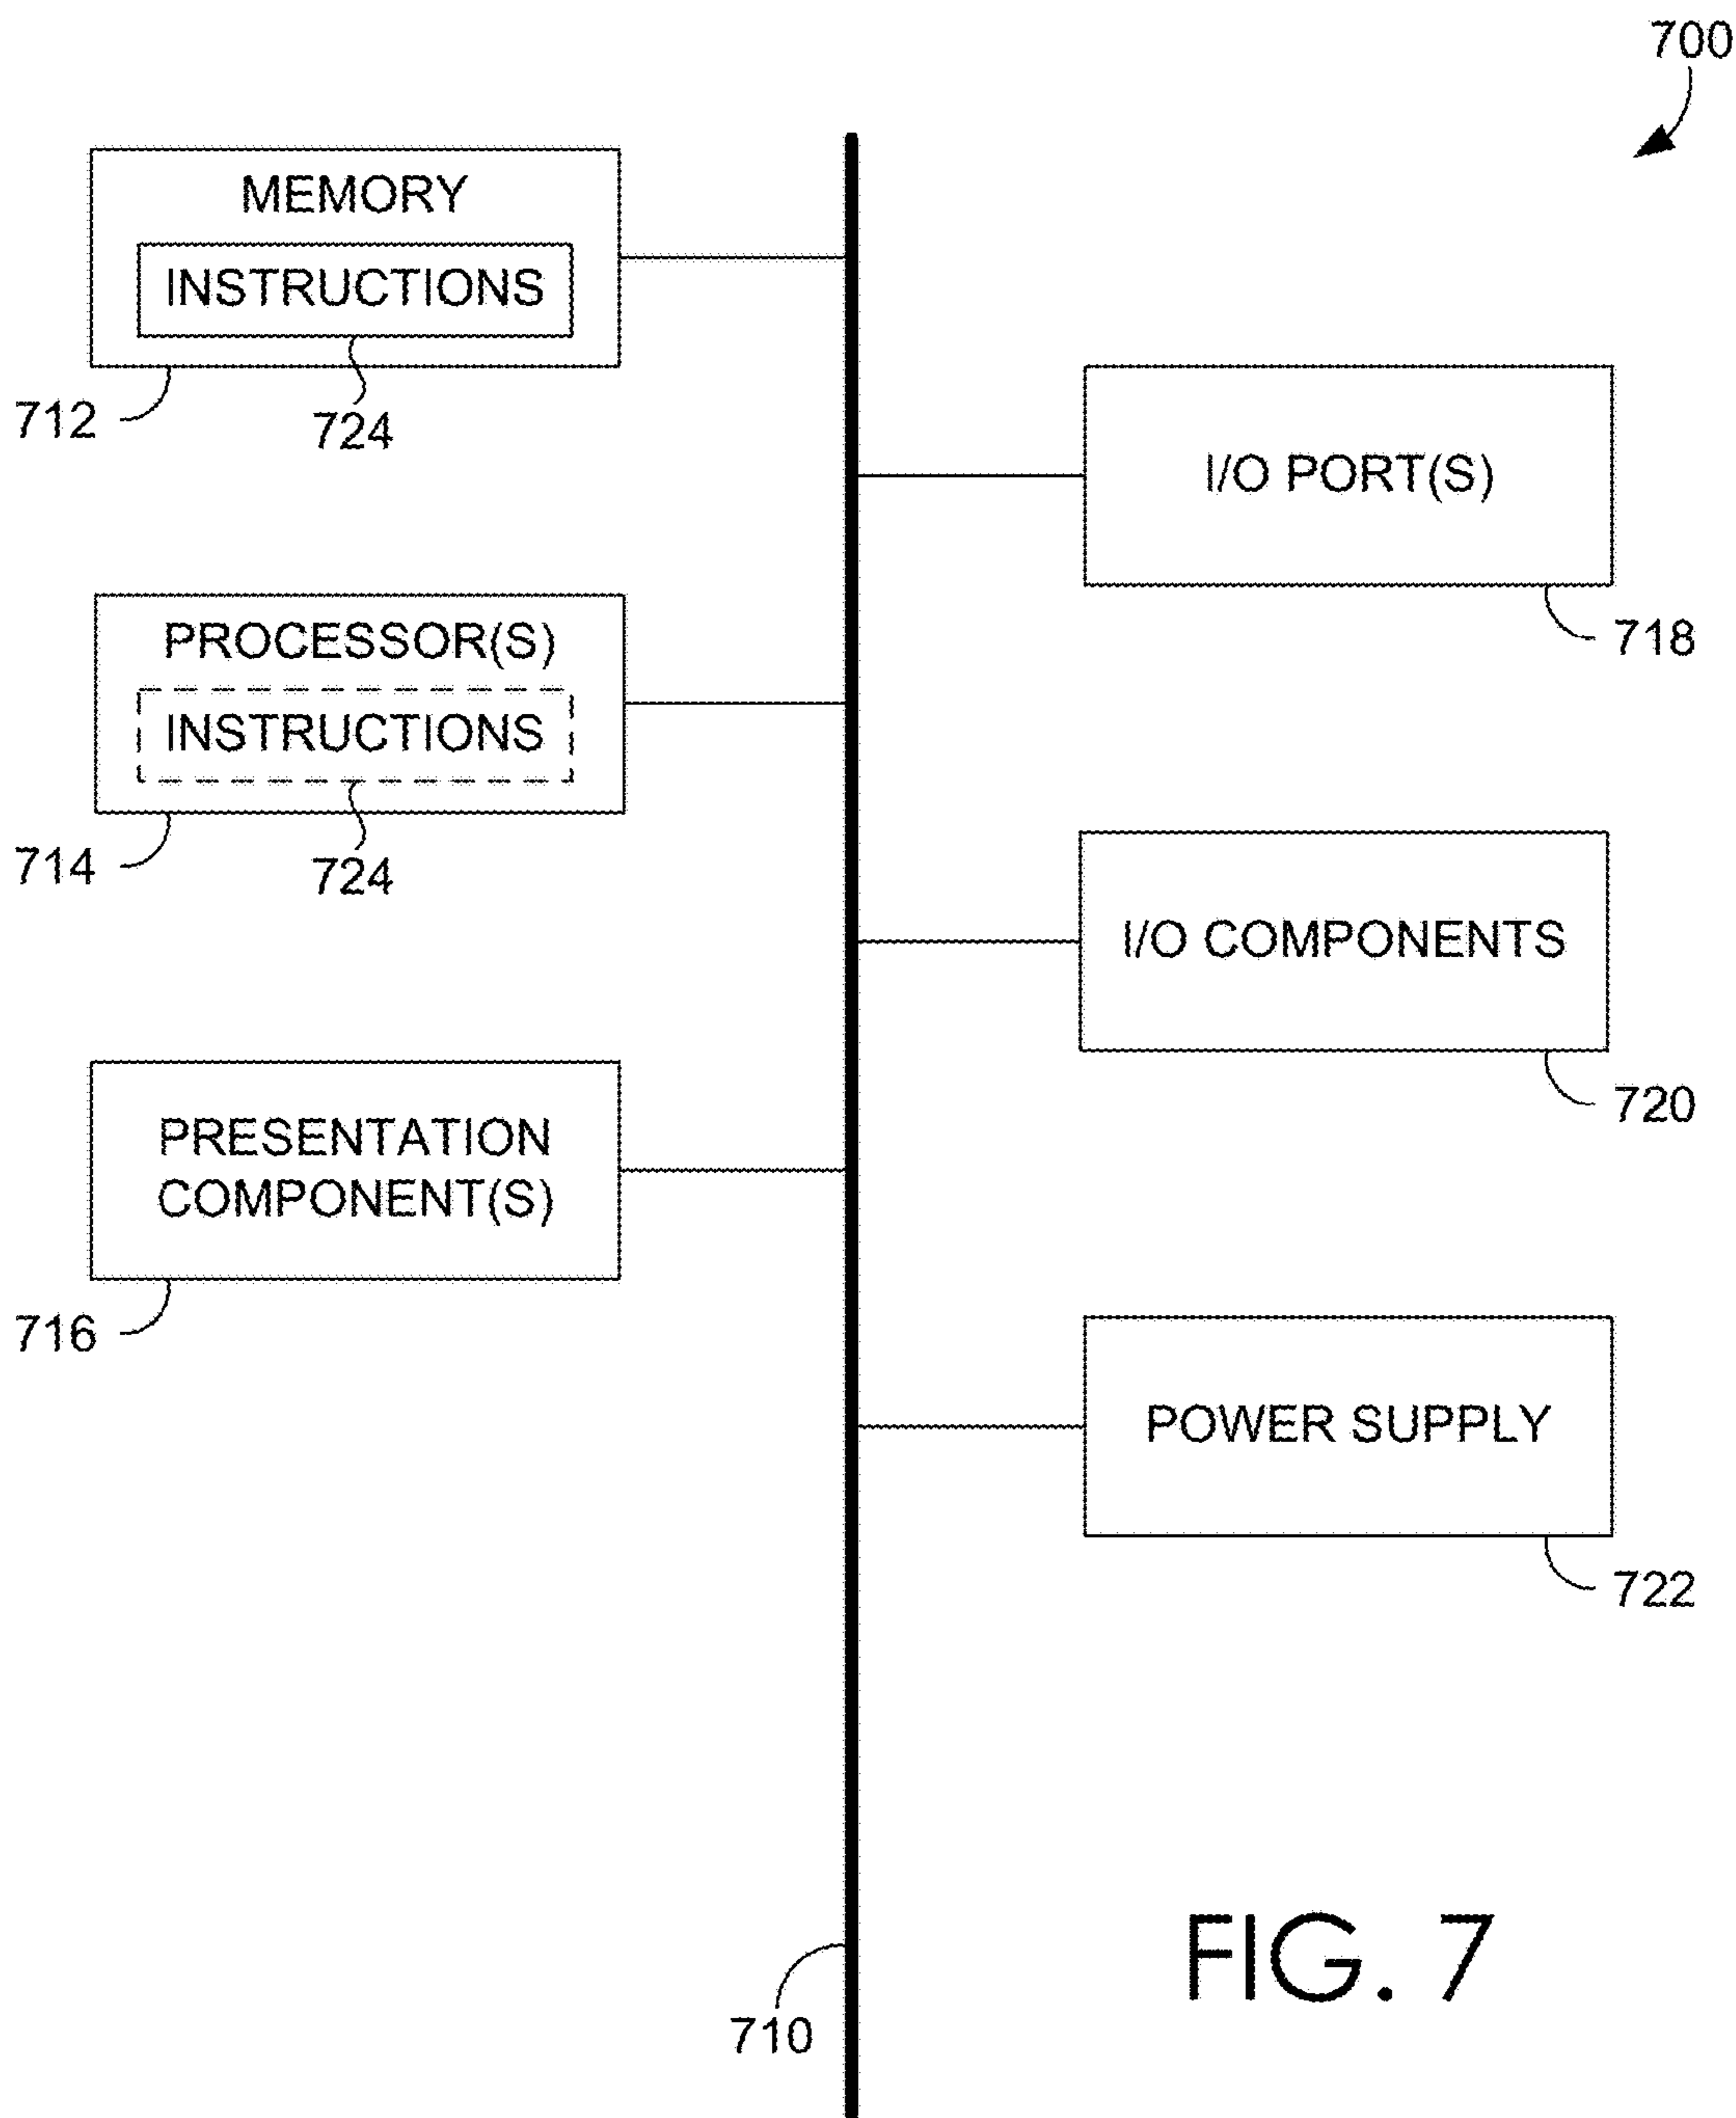 700
MEMORY
INSTRUCTIONS
712
724
I/O PORT(S)
718
PROCESSOR(S)
INSTRUCTIONS
714
724
I/O COMPONENTS
720
PRESENTATION
COMPONENT(S)
716
POWER SUPPLY
722
710
FIG. 7